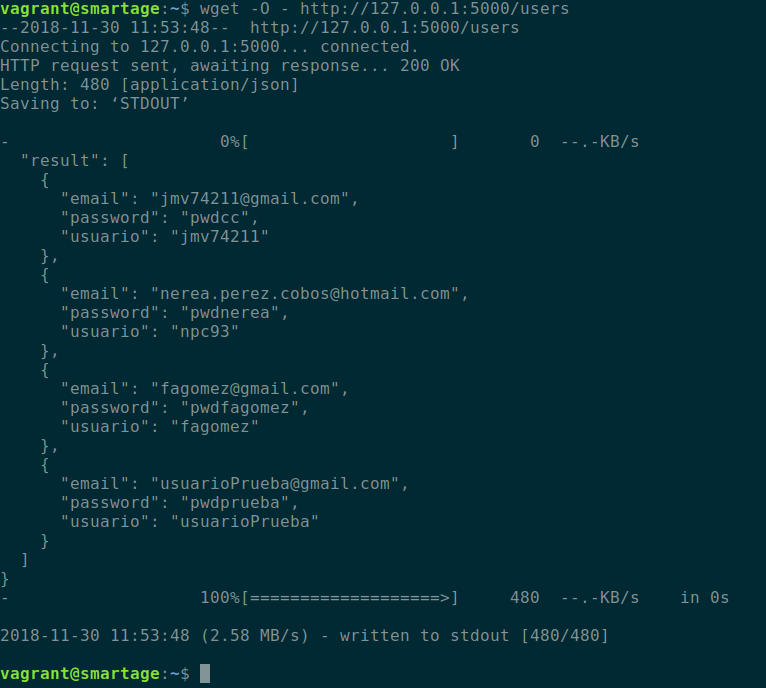 vagrant@smartage:~$ wget -O - http://127.0.0.1:5000/users
--2018-11-30 11:53:48--  http://127.0.0.1:5000/users
Connecting to 127.0.0.1:5000... connected.
HTTP request sent, awaiting response... 200 OK
Length: 480 [application/json]
Saving to: ‘STDOUT’

-                     0%[                    ]       0  --.-KB/s
  "result": [
    {
      "email": "jmv74211@gmail.com",
      "password": "pwdcc",
      "usuario": "jmv74211"
    },
    {
      "email": "nerea.perez.cobos@hotmail.com",
      "password": "pwdnerea",
      "usuario": "npc93"
    },
    {
      "email": "fagomez@gmail.com",
      "password": "pwdfagomez",
      "usuario": "fagomez"
    },
    {
      "email": "usuarioPrueba@gmail.com",
      "password": "pwdprueba",
      "usuario": "usuarioPrueba"
    }
  ]
}
-                   100%[===================>]     480  --.-KB/s    in 0s

2018-11-30 11:53:48 (2.58 MB/s) - written to stdout [480/480]

vagrant@smartage:~$